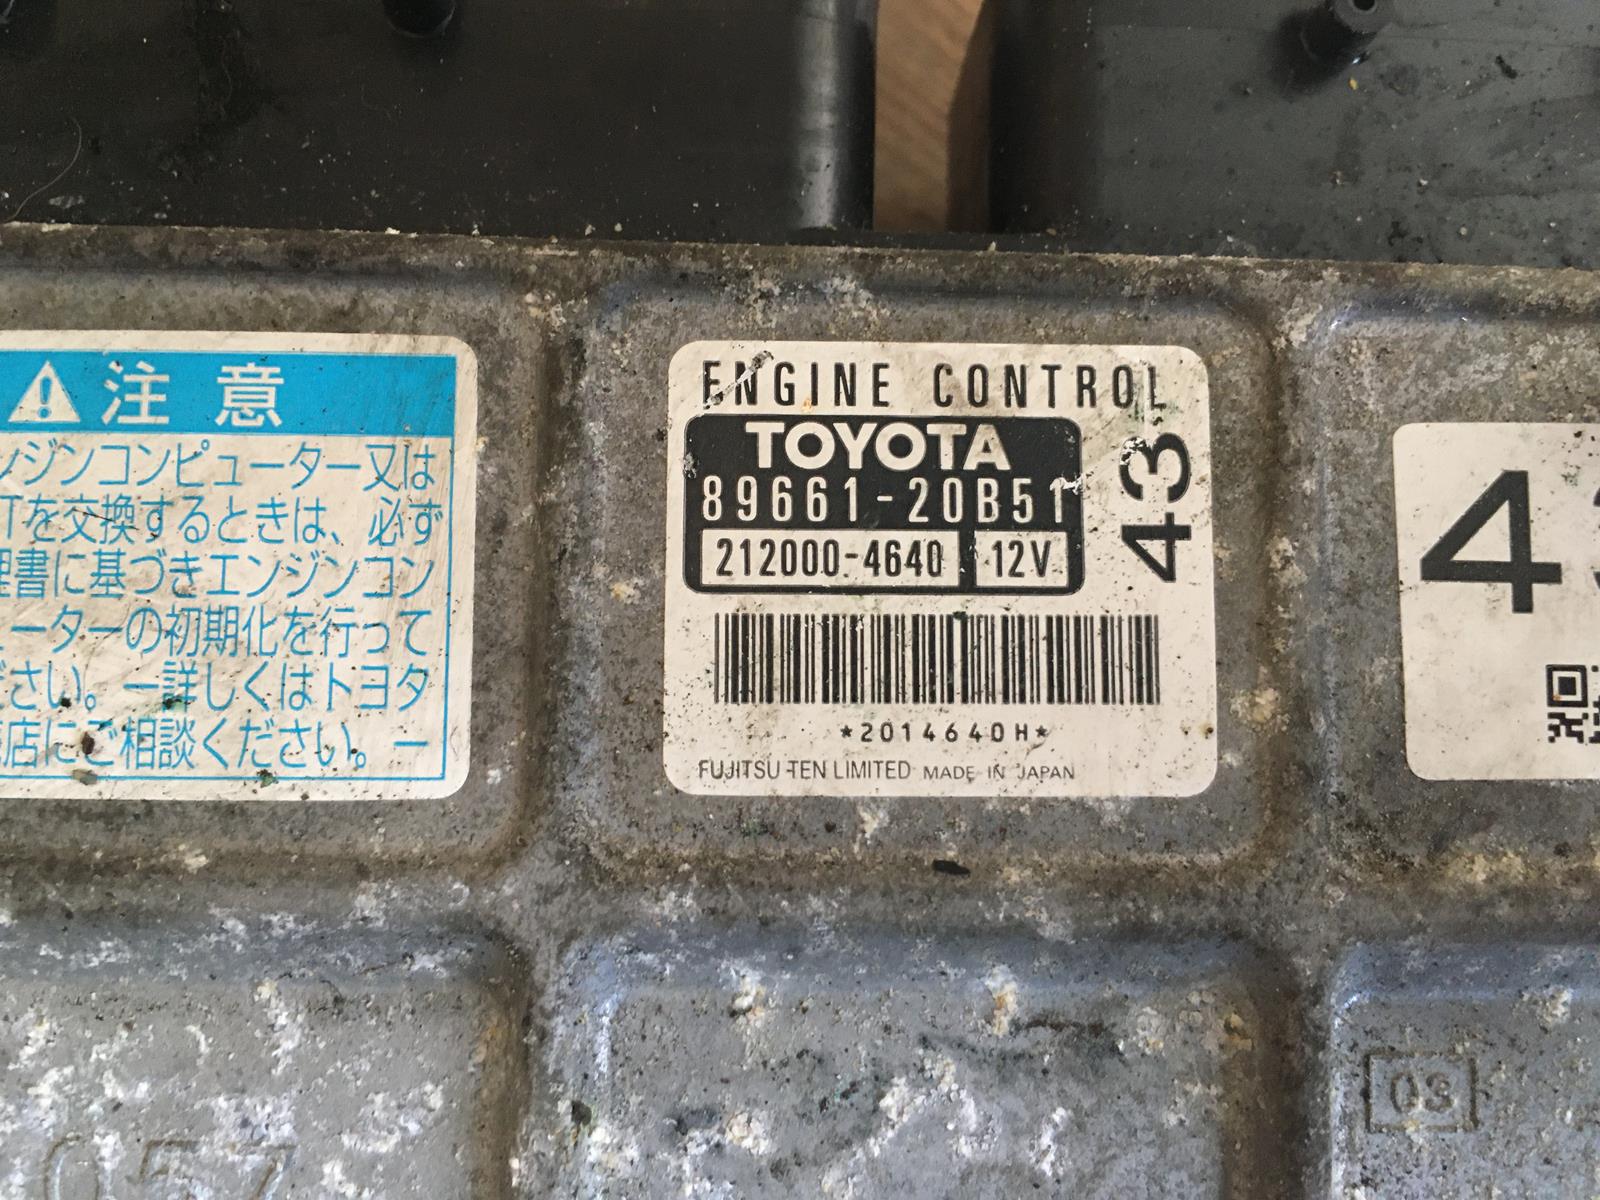 注意
ンジンコンピューター又は
Tを交換するときは、必ず
理書に基づきエンジンコン
ューターの初期化を行って
ださい。ー詳しくはトヨタ
店にご相談ください。ー
ENGINE CONTROL
TOYOTA
89661-20B51
212000-4640 12V
43
*2014640H*
FUJITSU TEN LIMITED MADE IN JAPAN
4
03
057